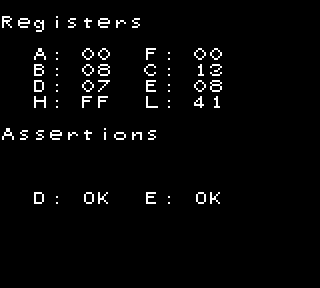 Registers
A: 00 F: 00
B: 08 C: 13
D: 07 E: 08
H: FF L: 41
Assertions
D: OK E: OK